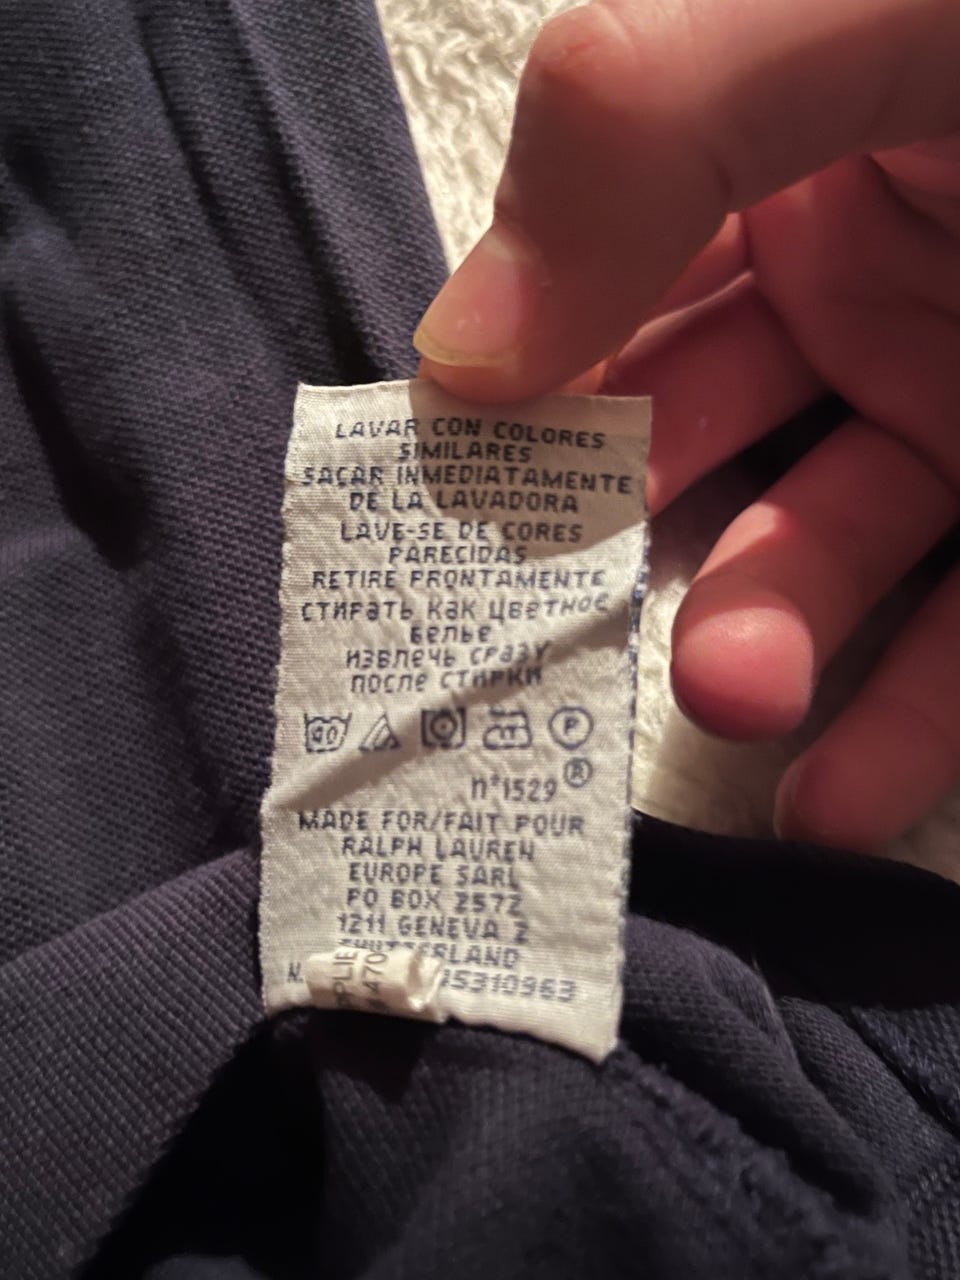 LAVAR CON COLORES
SIMILARES
SACAR INMEDIATAMENTE
DE LA LAVADORA
LAVE-SE DE CORES
PARECIDAS
RETIRE PRONTAMENTE
СТИРАТЬ КАК ЦВЕТНОЕ
БЕЛЬЕ
ИЗВЛЕЧЬ СРАЗУ
ПОСЛЕ СТИРКИ
40 P
n°1529 ®
MADE FOR/FAIT POUR
RALPH LAUREN
EUROPE SARL
PO BOX 2572
1211 GENEVA 2
SWITZERLAND